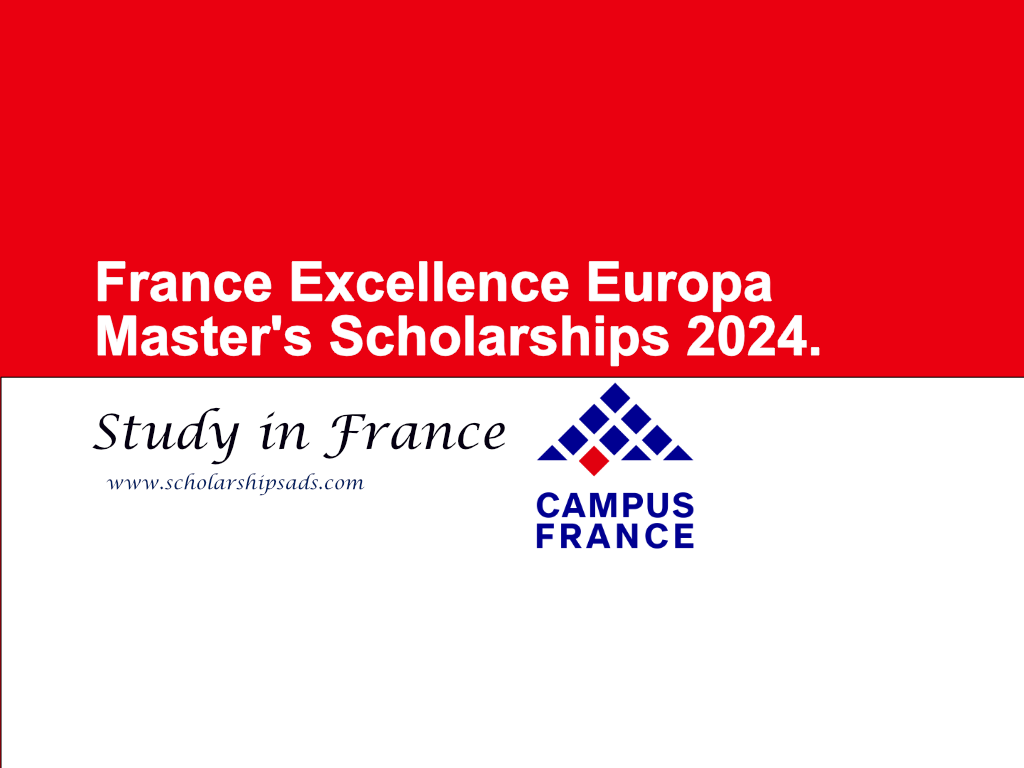 France Excellence Europa
Master's Scholarships 2024.
Study in France
www.scholarshipsads.com
CAMPUS
FRANCE